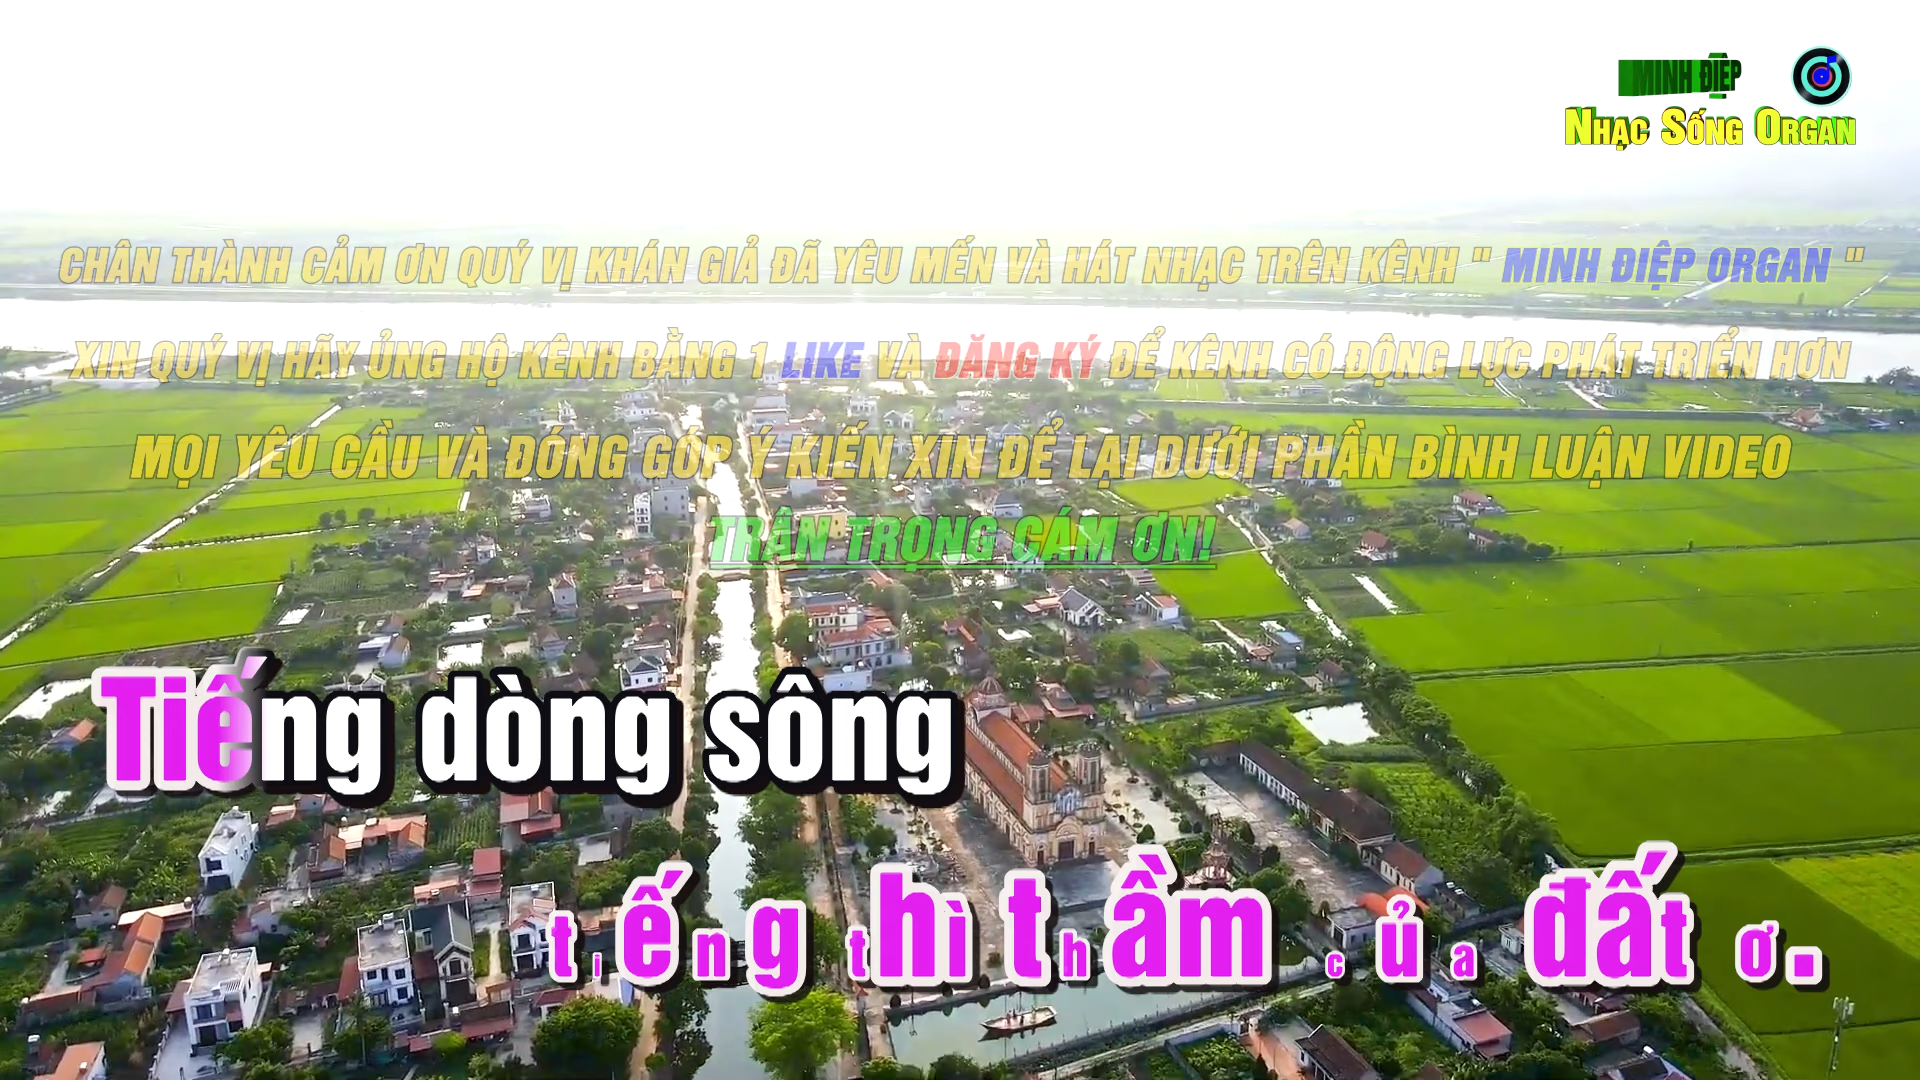 MINH ĐIỆP
NHẠC SỐNG ORGAN
CHÂN THÀNH CẢM ƠN QUÝ VỊ KHÁN GIẢ ĐÃ YÊU MẾN VÀ HÁT NHẠC TRÊN KÊNH " MINH ĐIỆP ORGAN "
XIN QUÝ VỊ HÃY ỦNG HỘ KÊNH BẰNG 1 LIKE VÀ ĐĂNG KÝ ĐỂ KÊNH CÓ ĐỘNG LỰC PHÁT TRIỂN HƠN
MỌI YÊU CẦU VÀ ĐÓNG GÓP Ý KIẾN XIN ĐỂ LẠI DƯỚI PHẦN BÌNH LUẬN VIDEO
TRÂN TRỌNG CÁM ƠN!
Tiếng dòng sông
tiếng thì thầm của đất ơ.